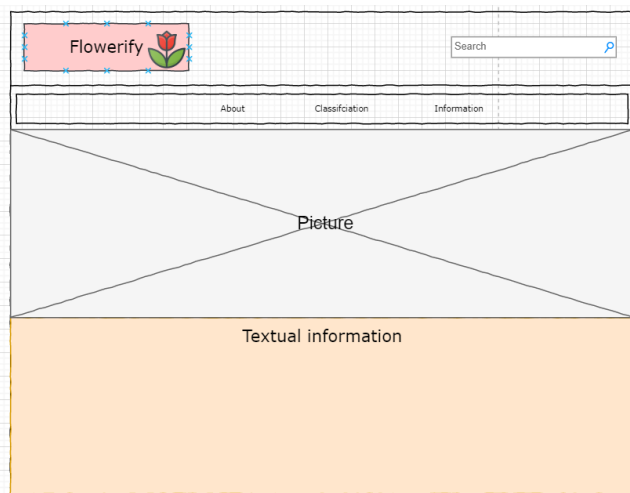 Flowerify
Search
About
Classifciation
Information
Picture
Textual information